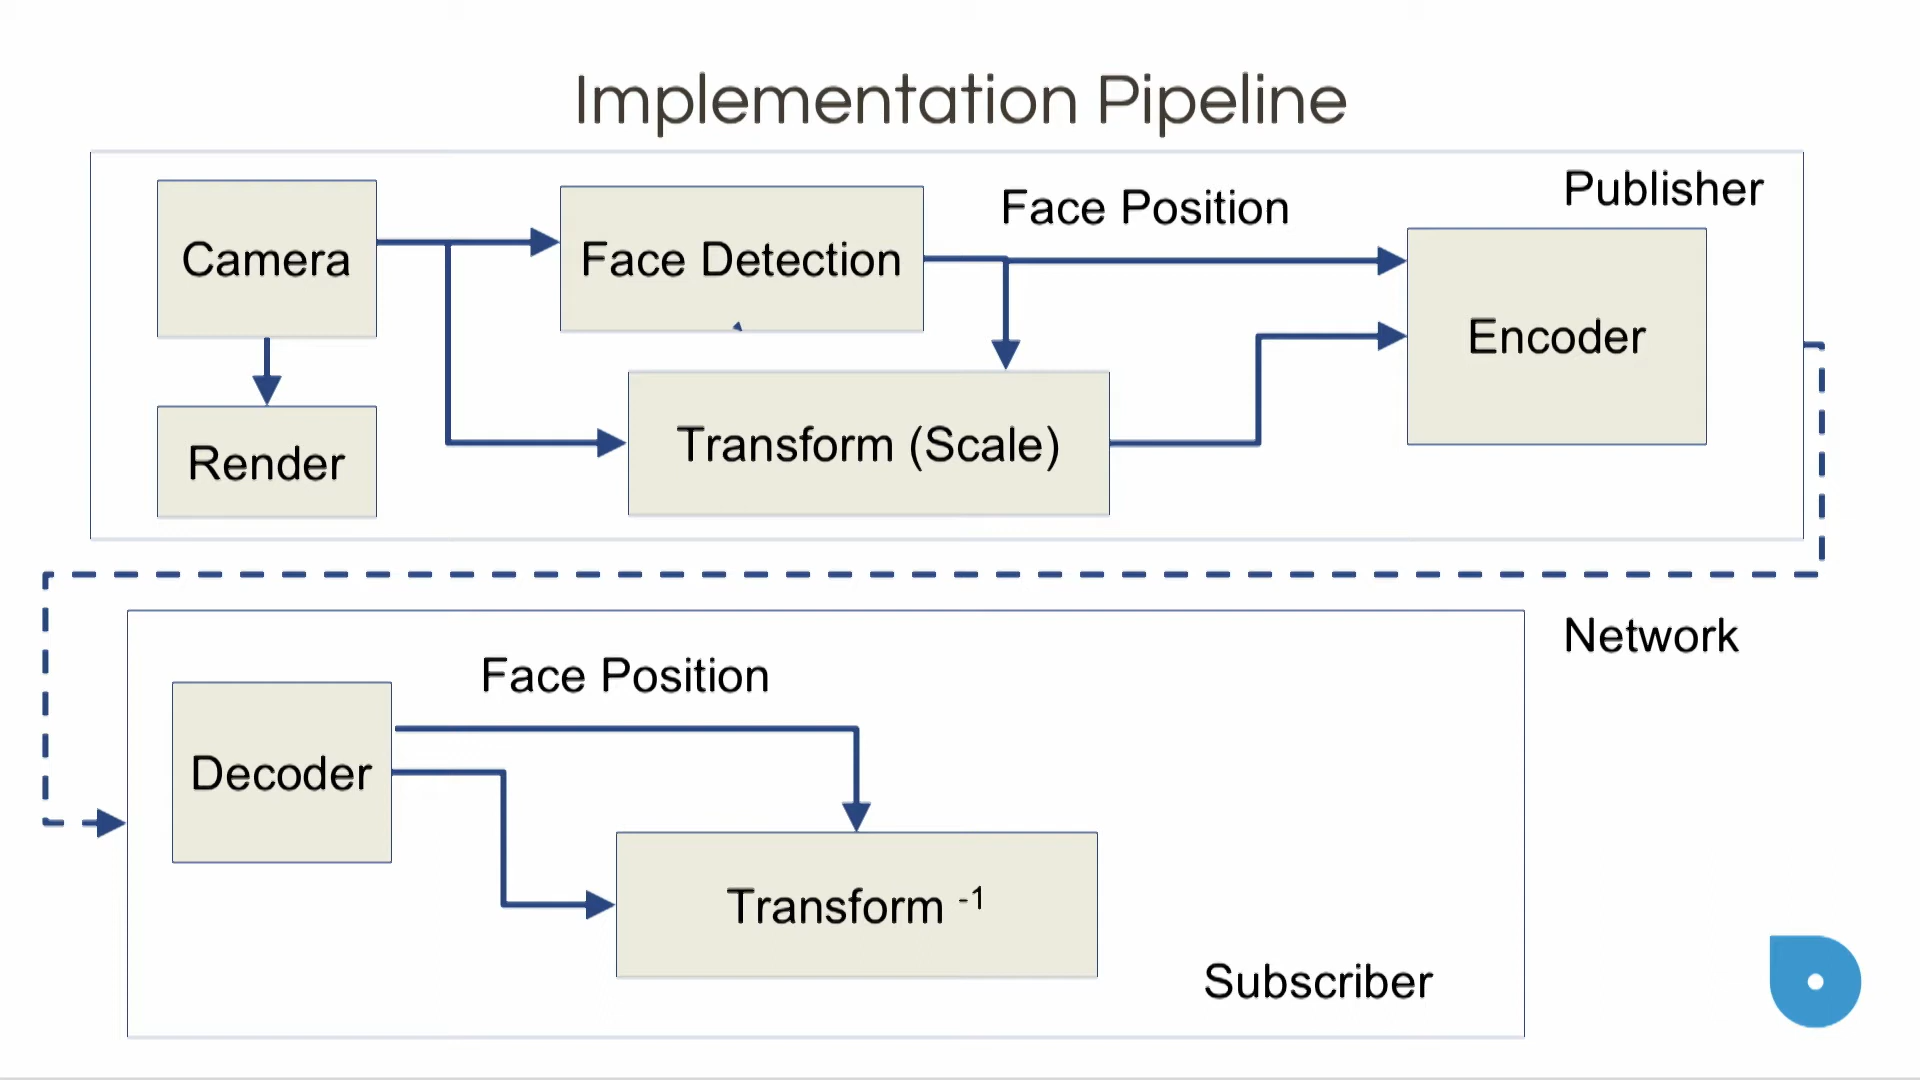 Implementation Pipeline
Publisher
Camera
Face Detection
Face Position
Encoder
Render
Transform (Scale)
Network
Face Position
Decoder
Transform -1
Subscriber